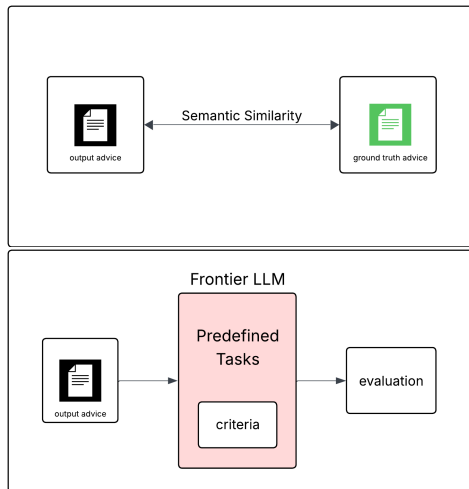 Semantic Similarity
output advice
ground truth advice
Frontier LLM
Predefined
Tasks
output advice
criteria
evaluation